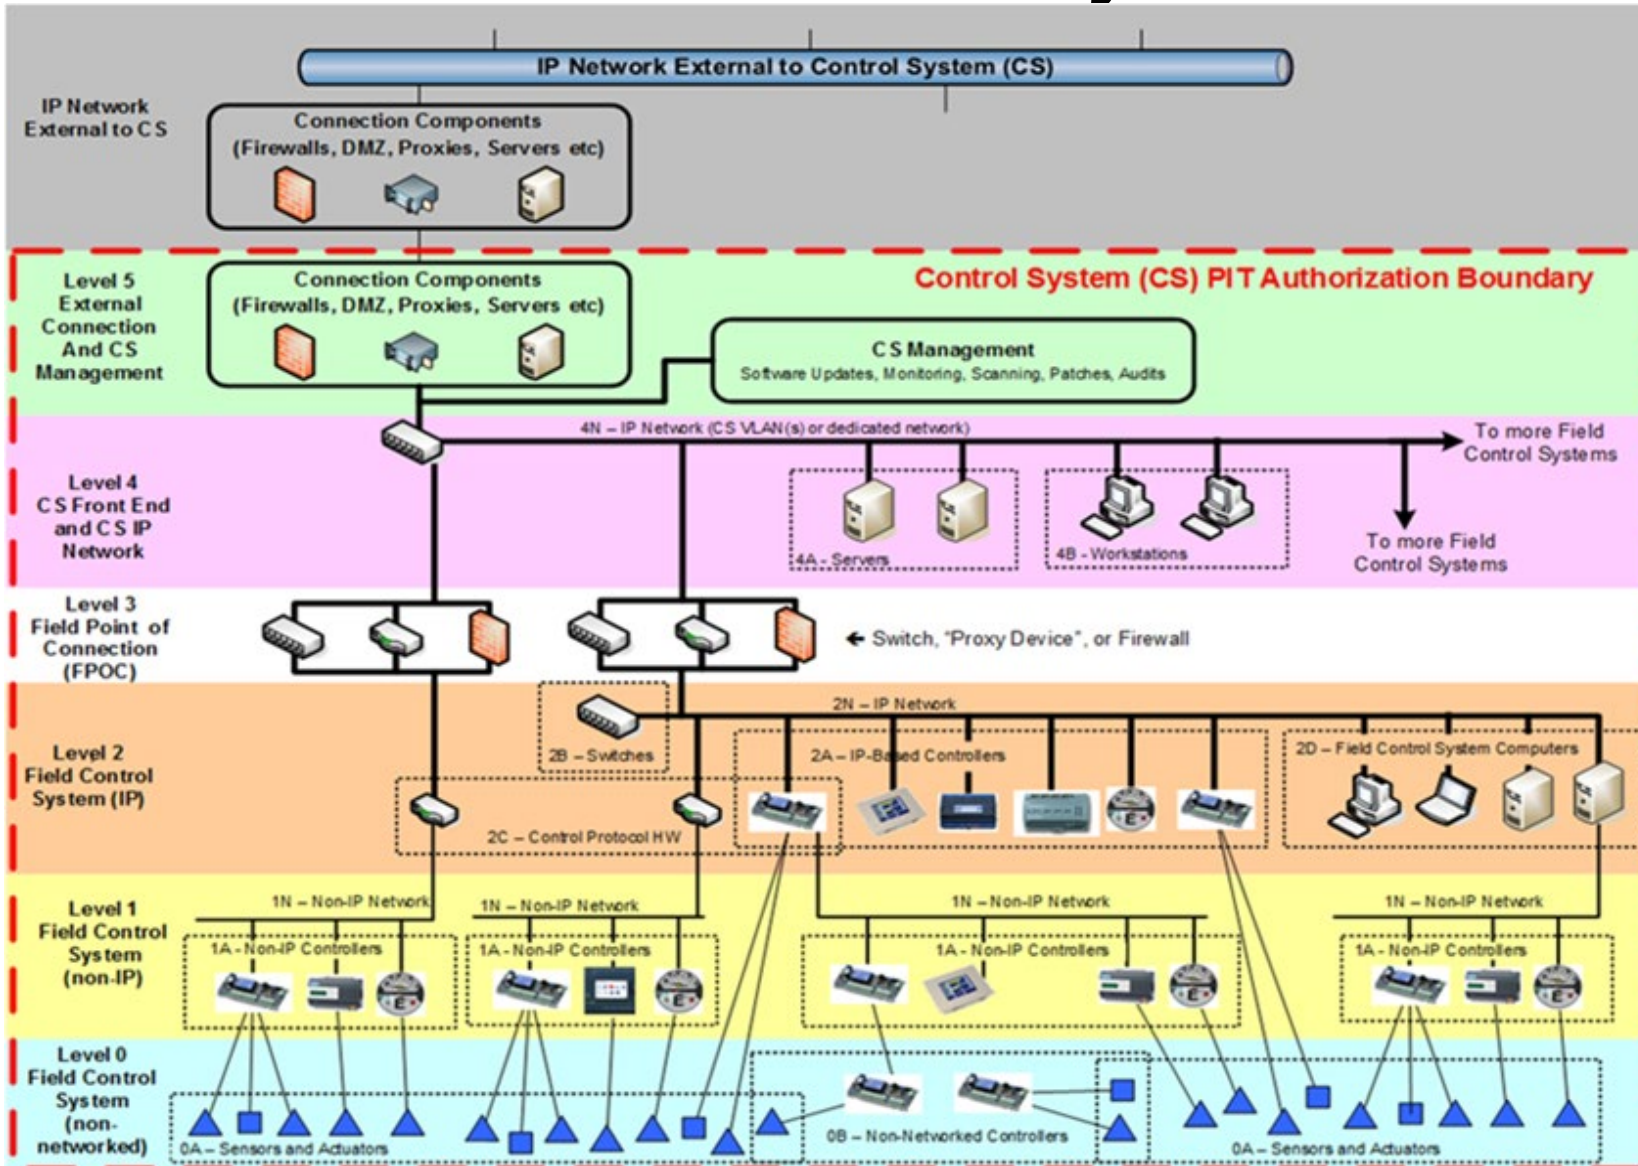 IP Network External to Control System (CS)
IP Network
External to CS
Connection Components
(Firewalls, DMZ, Proxies, Servers etc)
Level 5
External
Connection
And CS
Management
Connection Components
(Firewalls, DMZ, Proxies, Servers etc)
Control System (CS) PIT Authorization Boundary
CS Management
Software Updates, Monitoring, Scanning, Patches, Audits
4N – IP Network (CS VLAN(s) or dedicated network)
To more Field
Control Systems
Level 4
CS Front End
and CS IP
Network
4A - Servers
4B - Workstations
To more Field
Control Systems
Level 3
Field Point of
Connection
(FPOC)
← Switch, "Proxy Device", or Firewall
Level 2
Field Control
System (IP)
2N – IP Network
2B – Switches
2A – IP-Based Controllers
2D – Field Control System Computers
2C – Control Protocol HW
Level 1
Field Control
System
(non-IP)
1N – Non-IP Network
1N – Non-IP Network
1N – Non-IP Network
1N – Non-IP Network
1A - Non-IP Controllers
1A - Non-IP Controllers
1A - Non-IP Controllers
1A - Non-IP Controllers
Level 0
Field Control
System
(non-
networked)
0A – Sensors and Actuators
0B – Non-Networked Controllers
0A – Sensors and Actuators